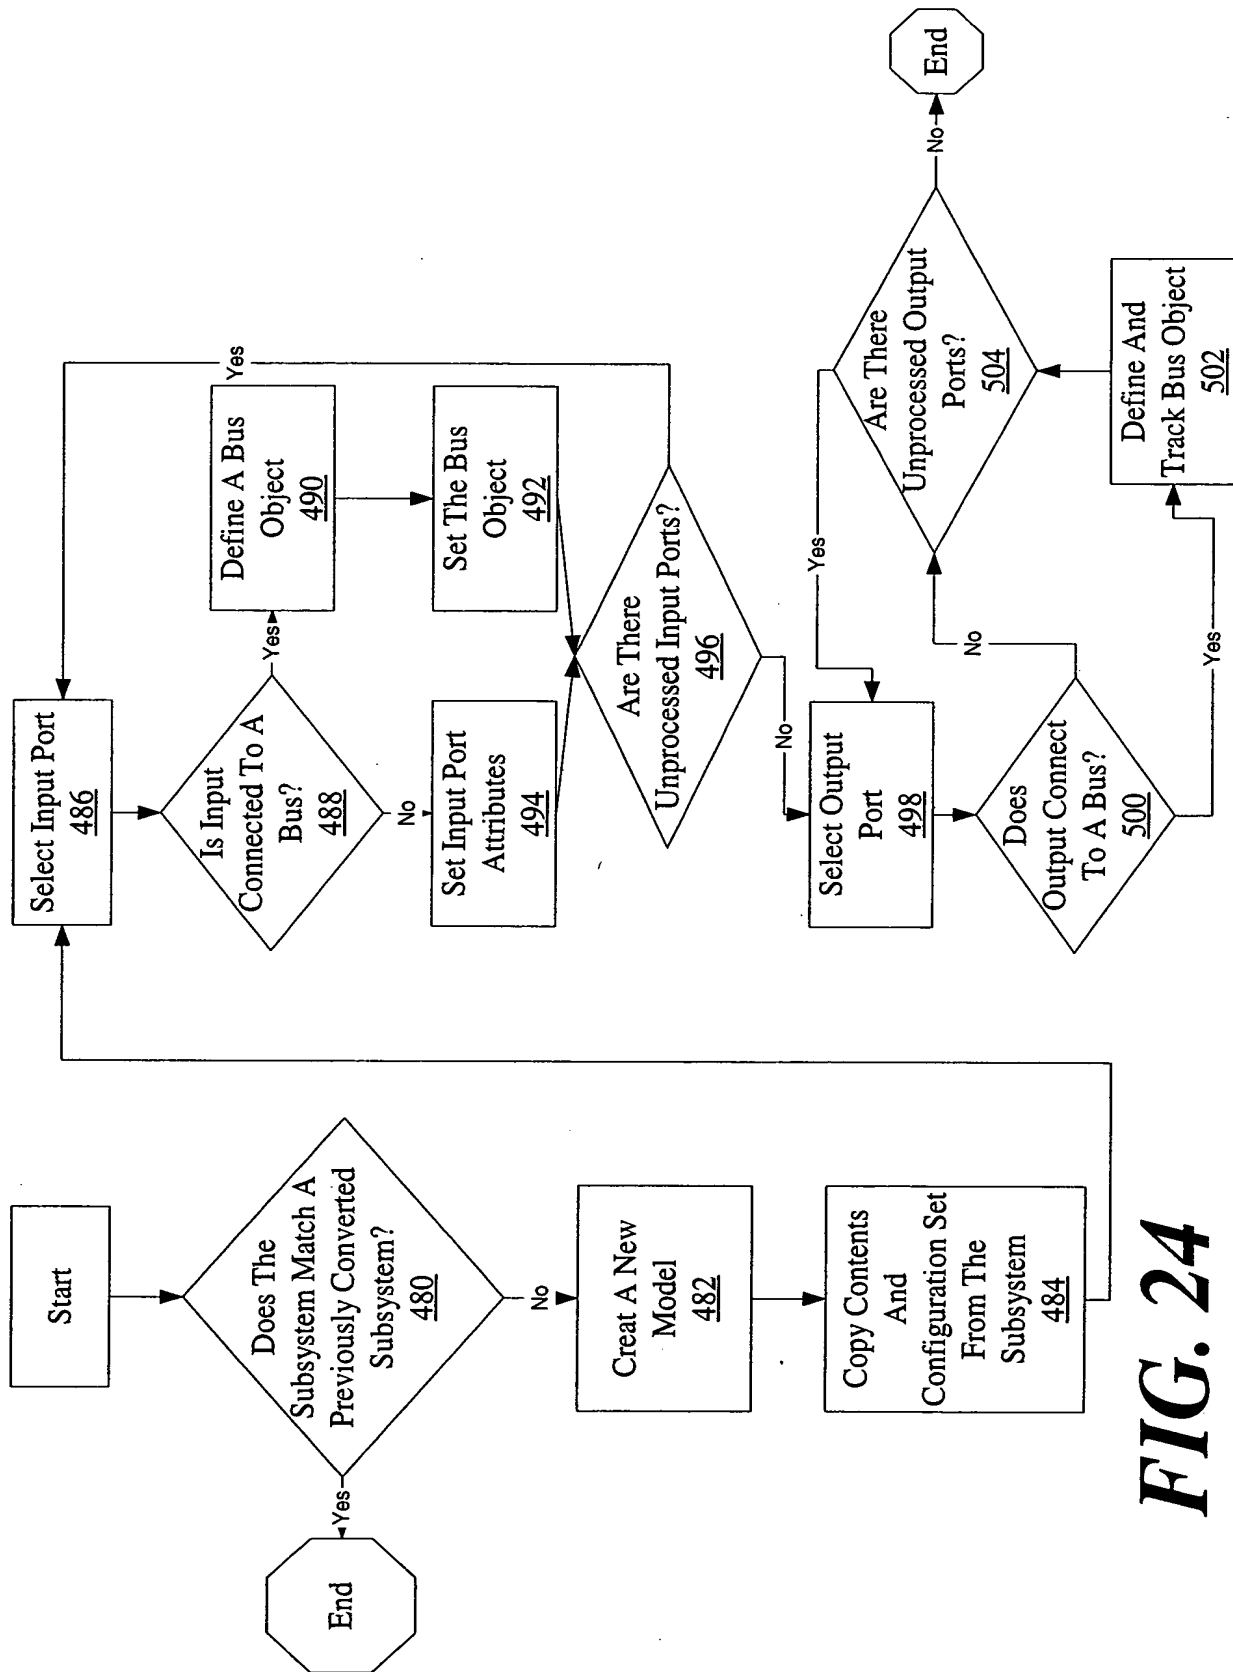 Start
Does The
Subsystem Match A
Previously Converted
Subsystem?
480
Yes
End
No
Creat A New
Model
482
Copy Contents
And
Configuration Set
From The
Subsystem
484
Select Input Port
486
Is Input
Connected To A
Bus?
488
Yes
Define A Bus
Object
490
Set The Bus
Object
492
No
Set Input Port
Attributes
494
Are There
Unprocessed Input Ports?
496
Yes
No
Select Output
Port
498
Does
Output Connect
To A Bus?
500
No
Yes
Define And
Track Bus Object
502
Are There
Unprocessed Output
Ports?
504
Yes
No
End
FIG. 24